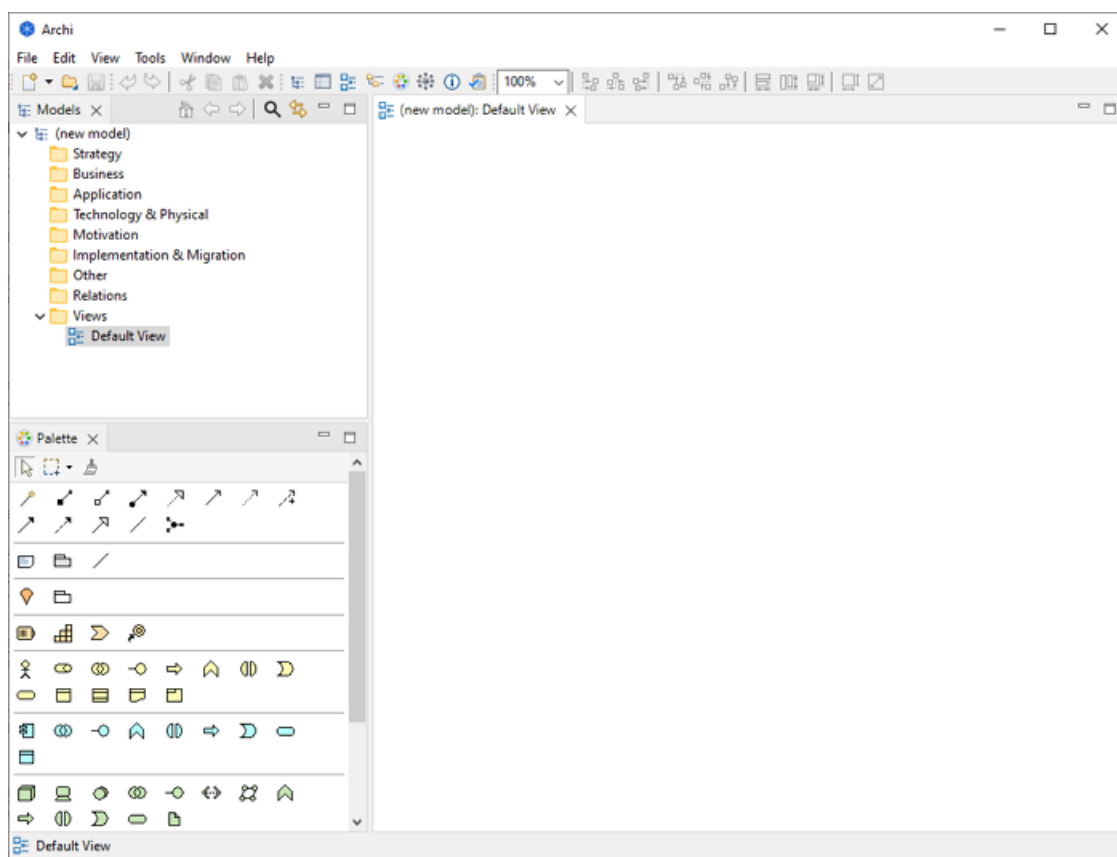 Archi
File Edit View Tools Window Help
100%
Models
(new model): Default View
(new model)
Strategy
Business
Application
Technology & Physical
Motivation
Implementation & Migration
Other
Relations
Views
Default View
Palette
Default View